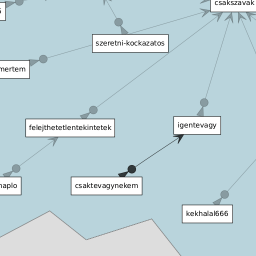 csakszavak
szeretni-kockazatos
mertem
felejthetetlentekintetek
igentevagy
naplo
csaktevagynekem
kekhalal666